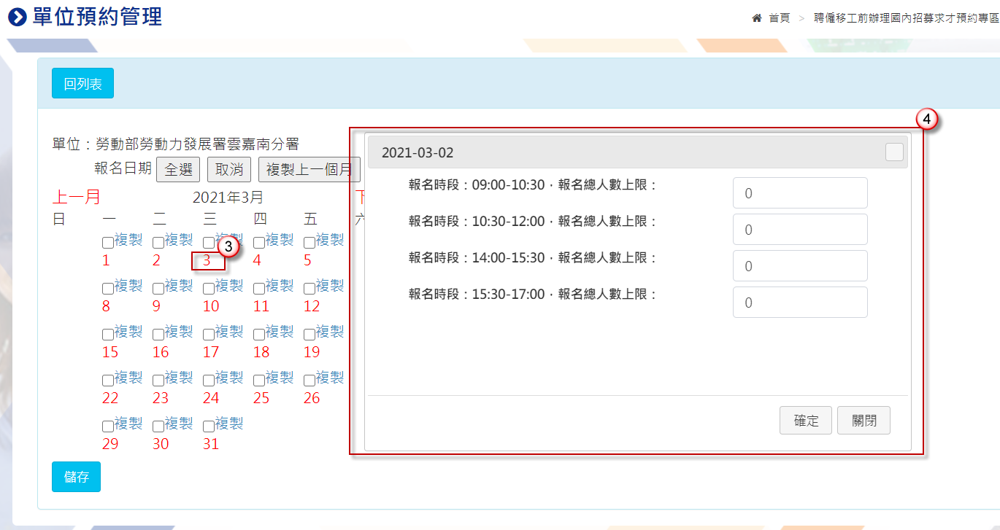 單位預約管理
首頁 > 聘僱移工前辦理國內招募求才預約專區
回列表
單位：勞動部勞動力發展署雲嘉南分署
報名日期 全選 取消 複製上一個月
上一月 2021年3月 下
日 一 二 三 四 五 六
複製 複製 複製 複製 複製
1 2 3 4 5
3
複製 複製 複製 複製 複製
8 9 10 11 12
複製 複製 複製 複製 複製
15 16 17 18 19
複製 複製 複製 複製 複製
22 23 24 25 26
複製 複製 複製
29 30 31
儲存
4
2021-03-02
報名時段：09:00-10:30，報名總人數上限： 0
報名時段：10:30-12:00，報名總人數上限： 0
報名時段：14:00-15:30，報名總人數上限： 0
報名時段：15:30-17:00，報名總人數上限： 0
確定 關閉